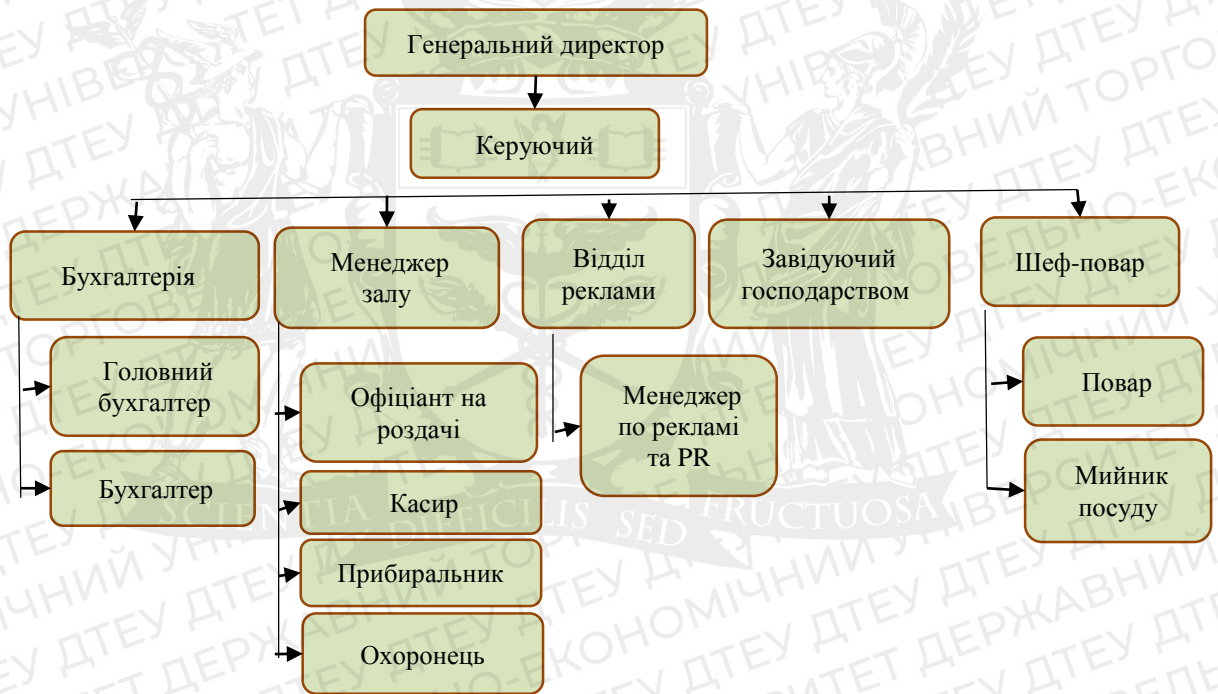 Генеральний директор
Керуючий
Бухгалтерія
Менеджер
залу
Відділ
реклами
Завідуючий
господарством
Шеф-повар
Головний
бухгалтер
Бухгалтер
Офіціант на
роздачі
Касир
Прибиральник
Охоронець
Менеджер
по рекламі
та PR
Повар
Мийник
посуду